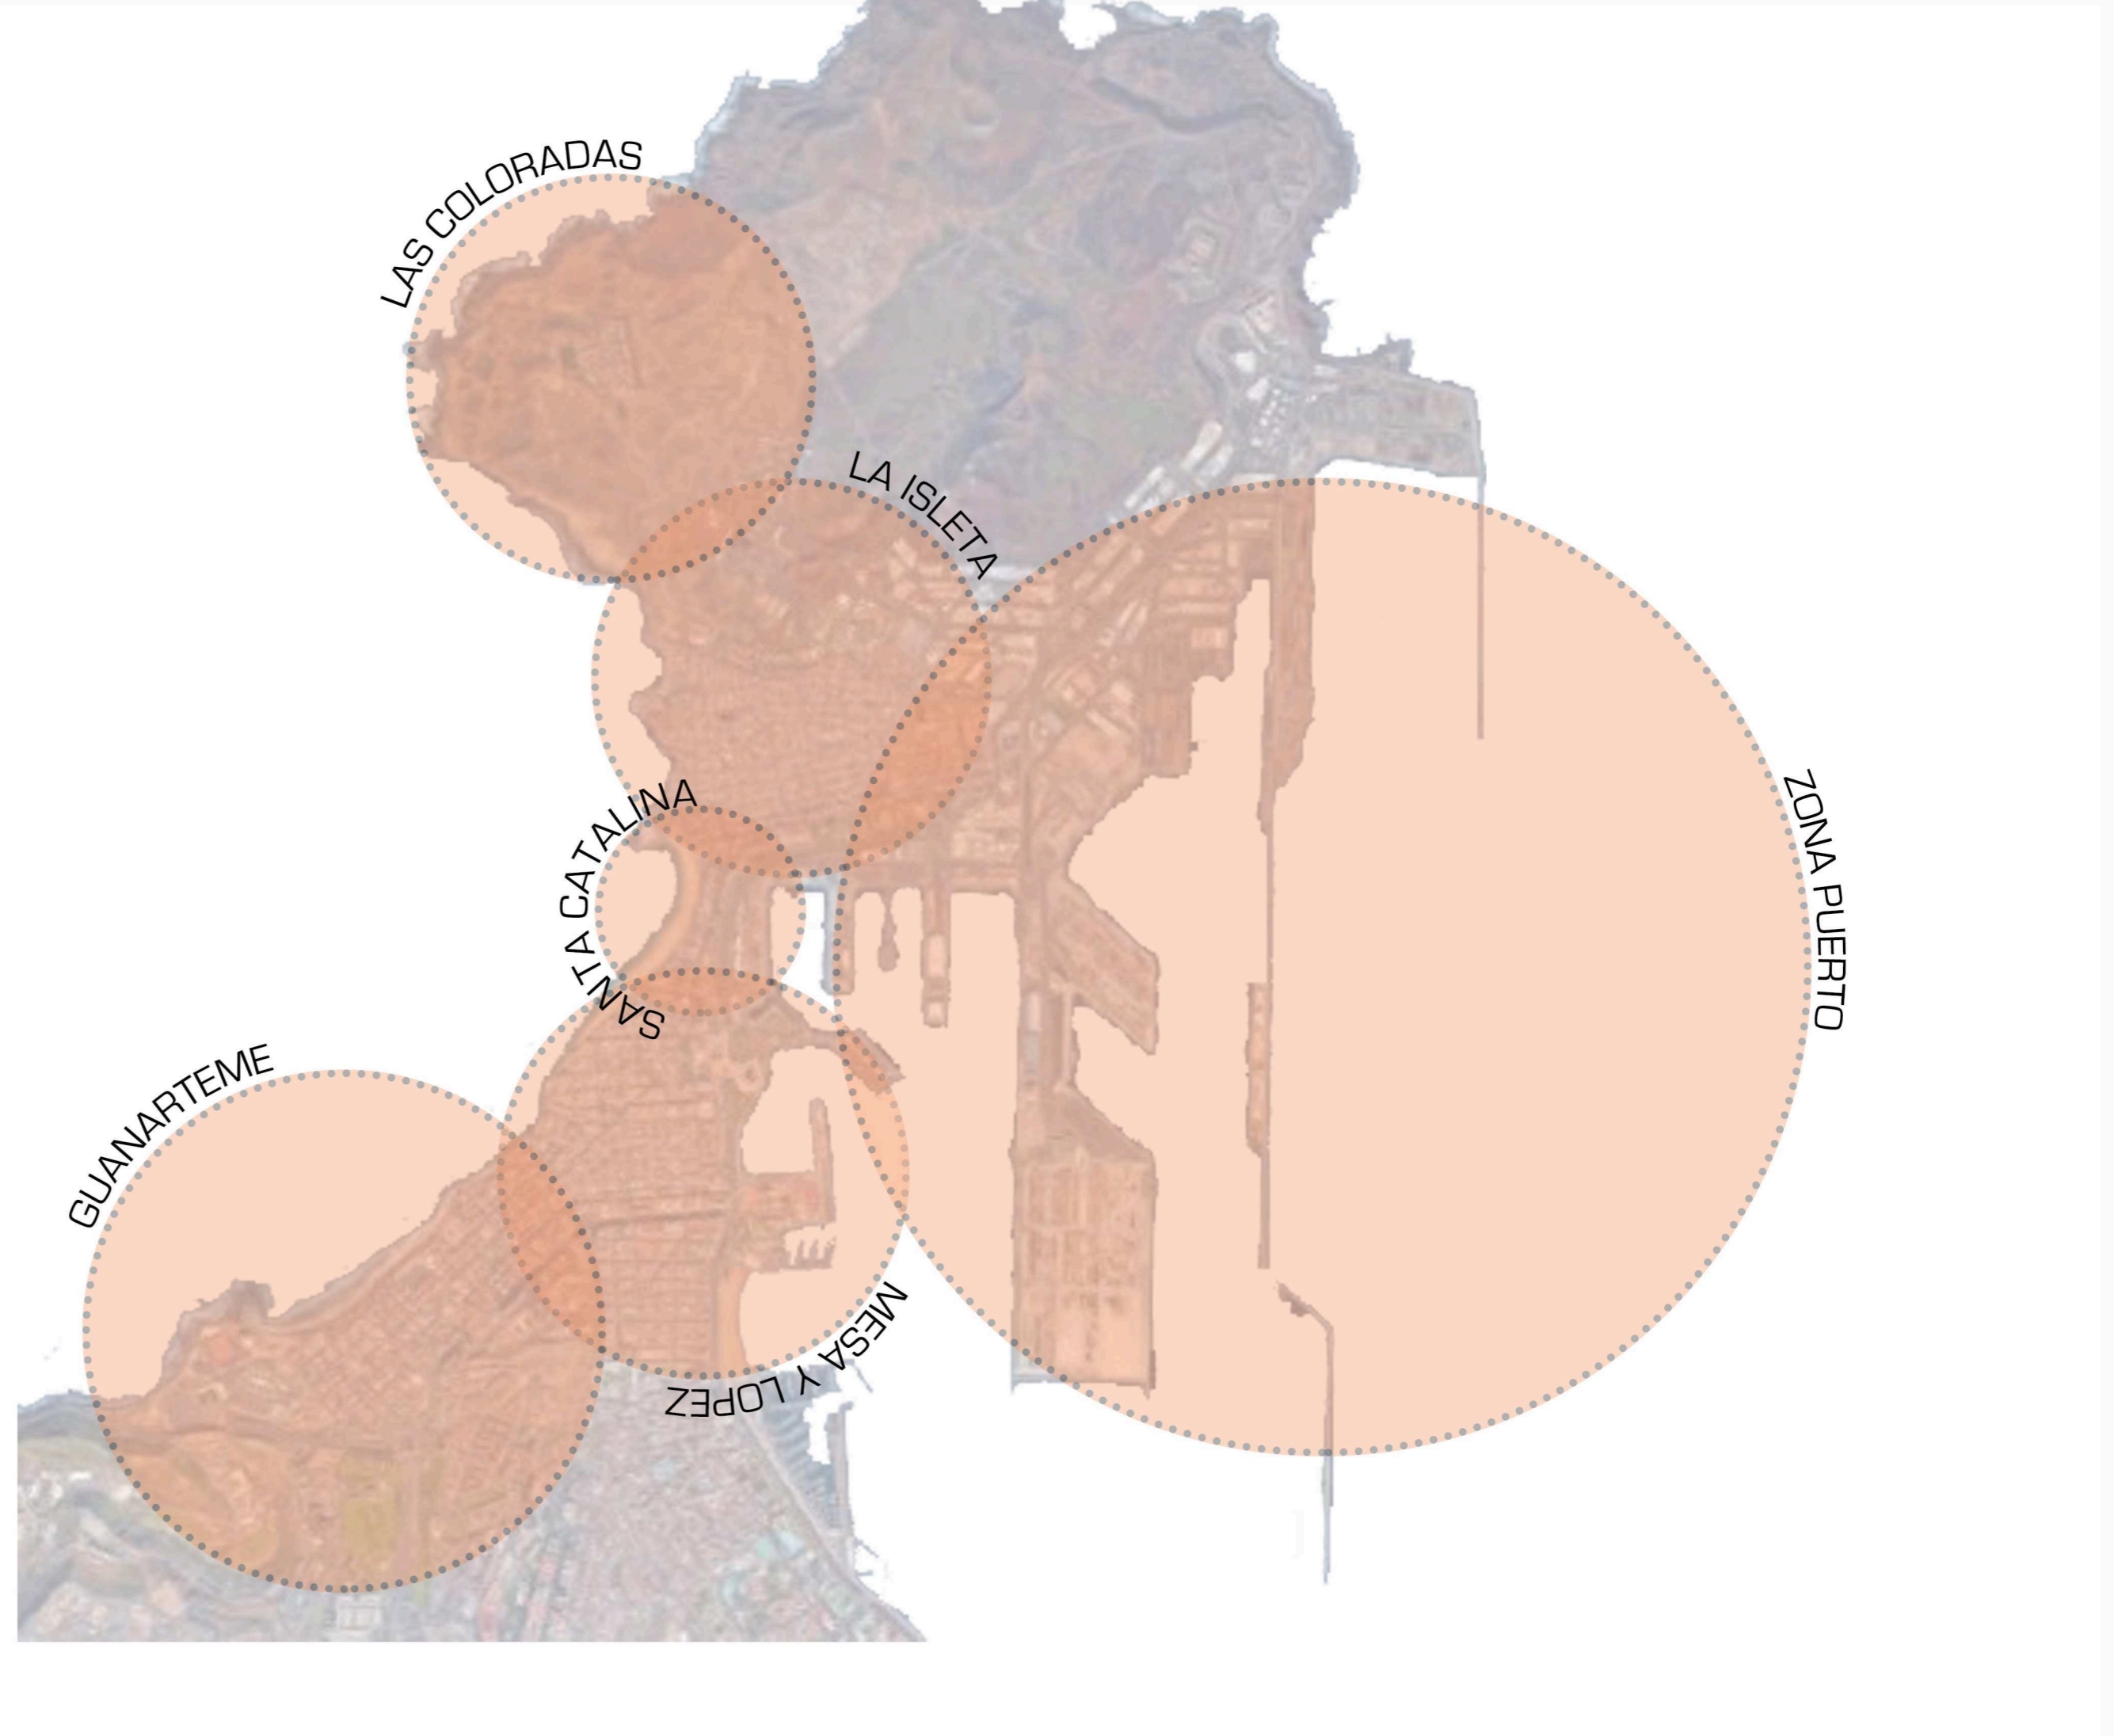 LAS COLORADAS
LA ISLETA
SANTA CATALINA
ZONA PUERTO
GUANARTEME
MESA Y LOPEZ